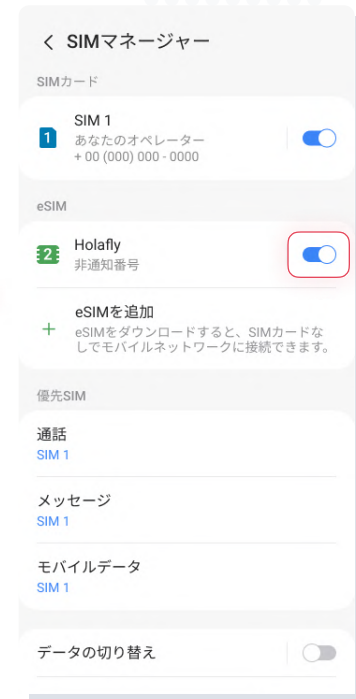 SIMマネージャー
SIMカード
1
SIM 1
あなたのオペレーター
+ 00 (000) 000 - 0000
eSIM
2
Holafly
非通知番号
eSIMを追加
eSIMをダウンロードすると、SIMカードな
しでモバイルネットワークに接続できます。
優先SIM
通話
SIM 1
メッセージ
SIM 1
モバイルデータ
SIM 1
データの切り替え